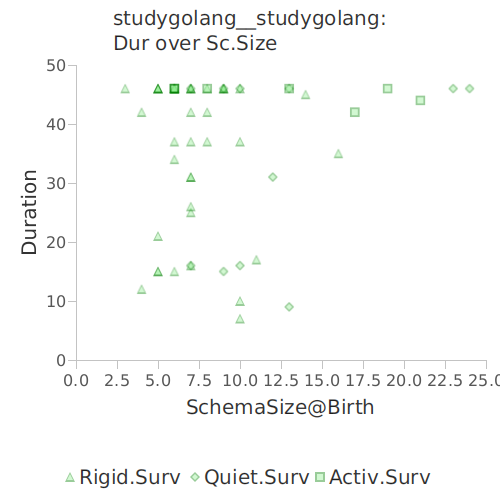 studygolang__studygolang:
Dur over Sc.Size
50
40
30
20
10
0
Duration
0.0 2.5 5.0 7.5 10.0 12.5 15.0 17.5 20.0 22.5 25.0
SchemaSize@Birth
Rigid.Surv Quiet.Surv Activ.Surv